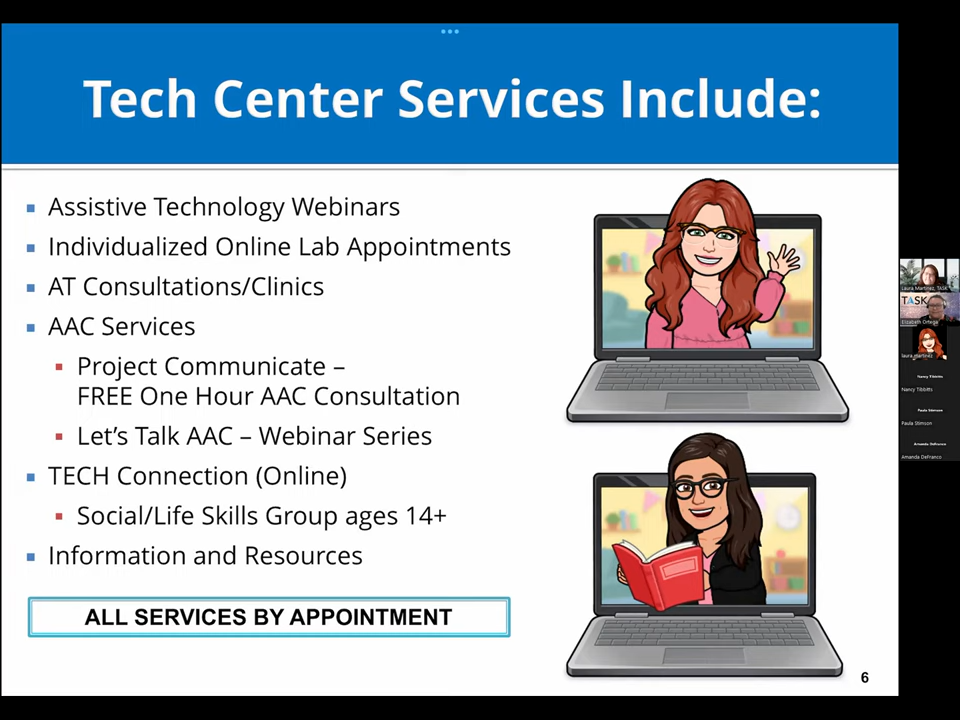 Tech Center Services Include:
Assistive Technology Webinars
Individualized Online Lab Appointments
AT Consultations/Clinics
AAC Services
Project Communicate –
FREE One Hour AAC Consultation
Let's Talk AAC – Webinar Series
TECH Connection (Online)
Social/Life Skills Group ages 14+
Information and Resources
ALL SERVICES BY APPOINTMENT
6
Laura Martinez, TASK
TASK
Elizabeth Ortega
laura martinez
Nancy Tibbitts
Nancy Tibbitts
Paula Stimson
Paula Stimson
Amanda DeFranco
Amanda DeFranco